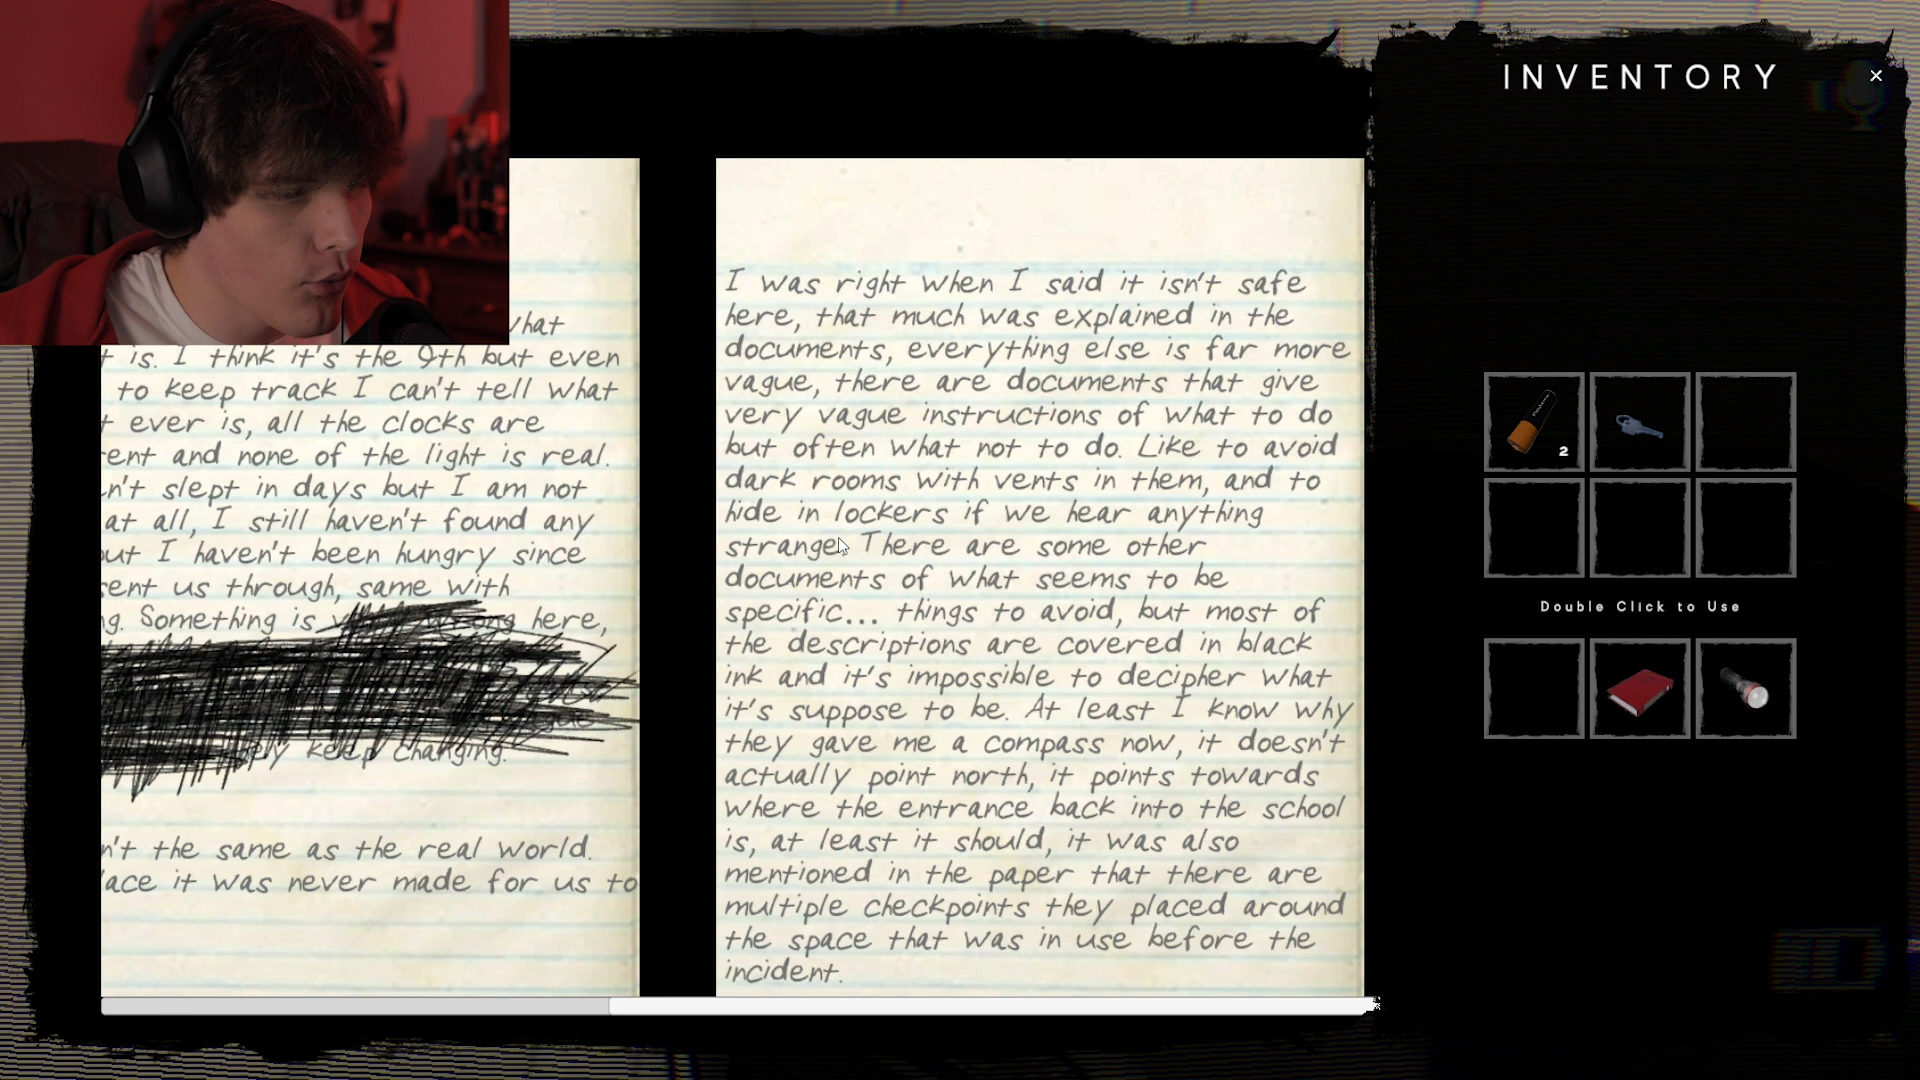 INVENTORY
what
is. I think it's the 9th but even
to keep track I can't tell what
ever is, all the clocks are
and none of the light is real.
slept in days but I am not
at all, I still haven't found any
I haven't been hungry since
us through, same with
Something is very wrong here,
keep changing.
the same as the real world.
it was never made for us to
I was right when I said it isn't safe
here, that much was explained in the
documents, everything else is far more
vague, there are documents that give
very vague instructions of what to do
but often what not to do. Like to avoid
dark rooms with vents in them, and to
hide in lockers if we hear anything
strange. There are some other
documents of what seems to be
specific... things to avoid, but most of
the descriptions are covered in black
ink and it's impossible to decipher what
it's suppose to be. At least I know why
they gave me a compass now, it doesn't
actually point north, it points towards
where the entrance back into the school
is, at least it should, it was also
mentioned in the paper that there are
multiple checkpoints they placed around
the space that was in use before the
incident.
2
Double Click to Use